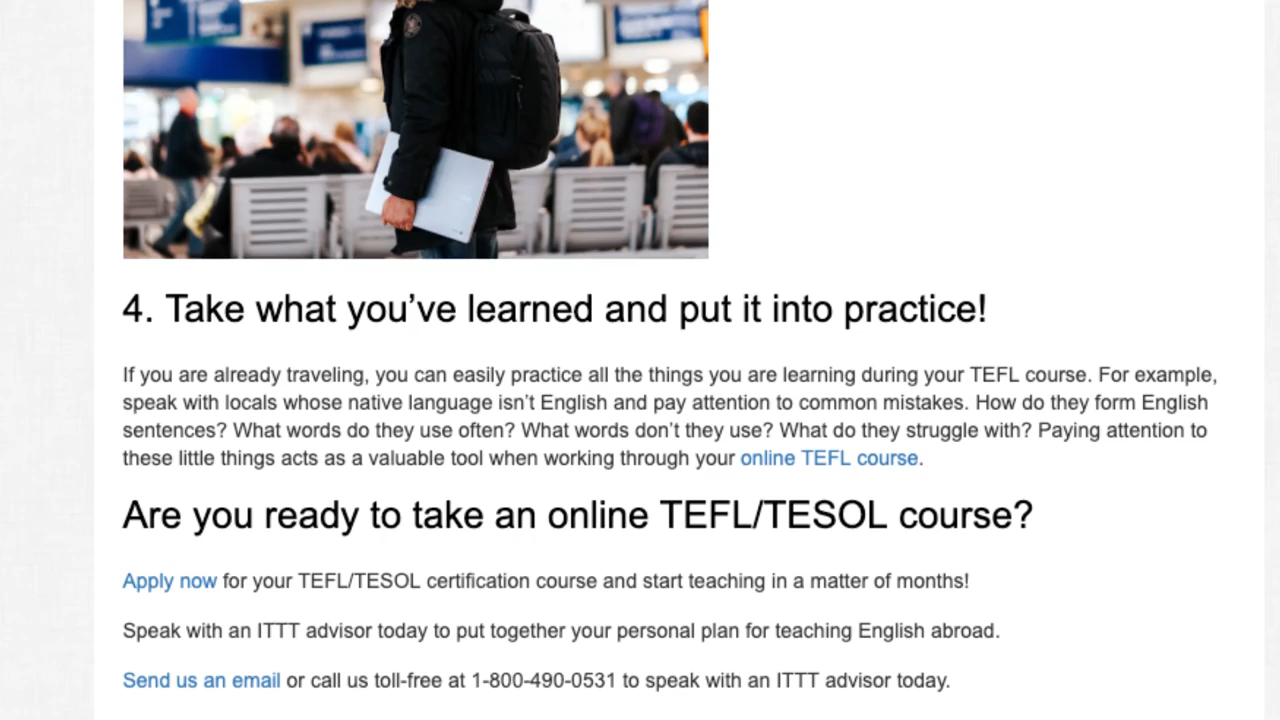 4. Take what you’ve learned and put it into practice!
If you are already traveling, you can easily practice all the things you are learning during your TEFL course. For example,
speak with locals whose native language isn’t English and pay attention to common mistakes. How do they form English
sentences? What words do they use often? What words don’t they use? What do they struggle with? Paying attention to
these little things acts as a valuable tool when working through your online TEFL course.
Are you ready to take an online TEFL/TESOL course?
Apply now for your TEFL/TESOL certification course and start teaching in a matter of months!
Speak with an ITTT advisor today to put together your personal plan for teaching English abroad.
Send us an email or call us toll-free at 1-800-490-0531 to speak with an ITTT advisor today.